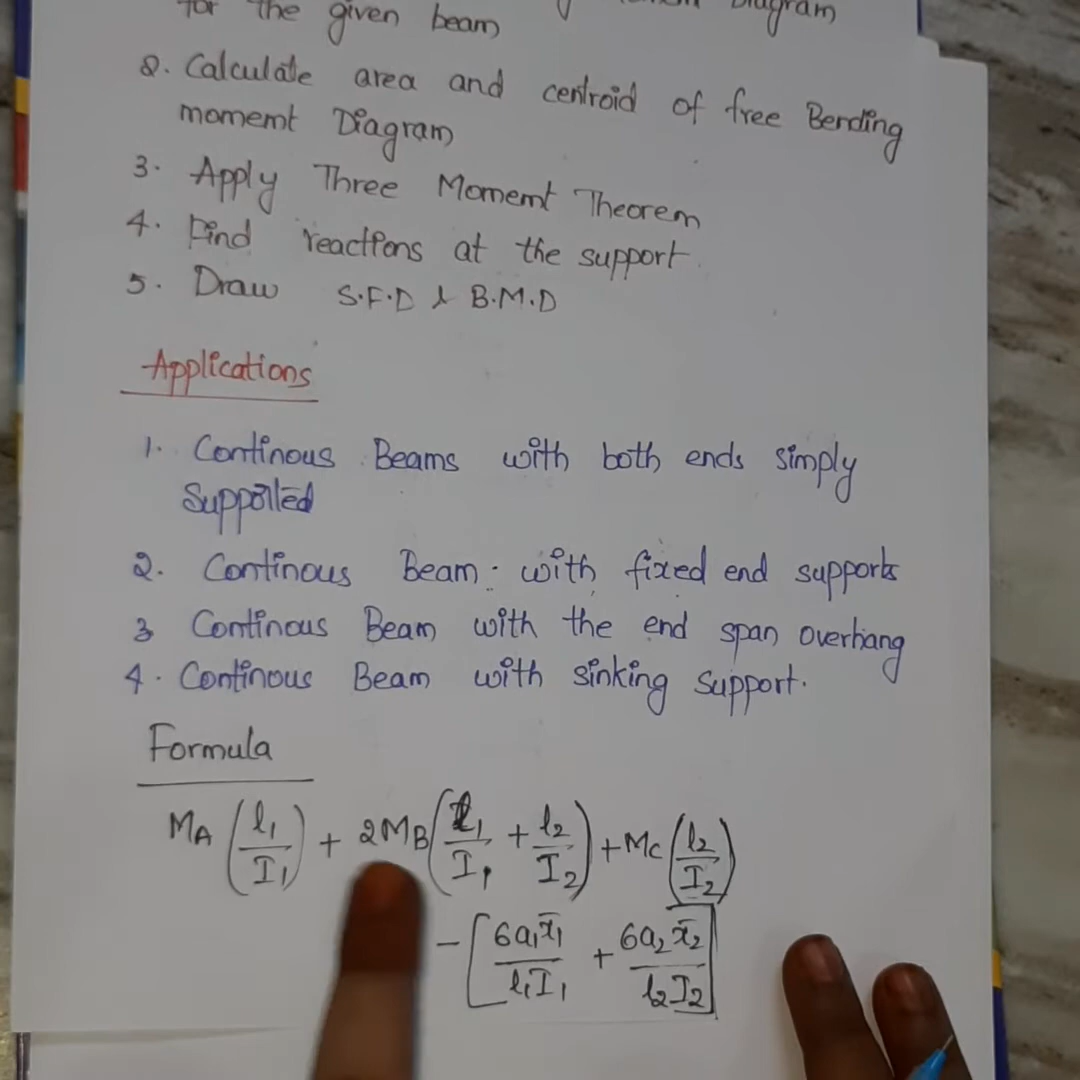 for the given beam Diagram
2. Calculate area and centroid of free Bending
moment Diagram
3. Apply Three Moment Theorem
4. Find reactions at the support.
5. Draw S.F.D & B.M.D
Applications
1. Continous Beams with both ends simply
Supported
2. Continous Beam. with fixed end supports
3 Continous Beam with the end span overhang
4. Continous Beam with sinking support.
Formula
MA (l1/I1) + 2MB (l1/I1 + l2/I2) + MC (l2/I2)
- [6a1x̄1/l1I1 + 6a2x̄2/l2I2]